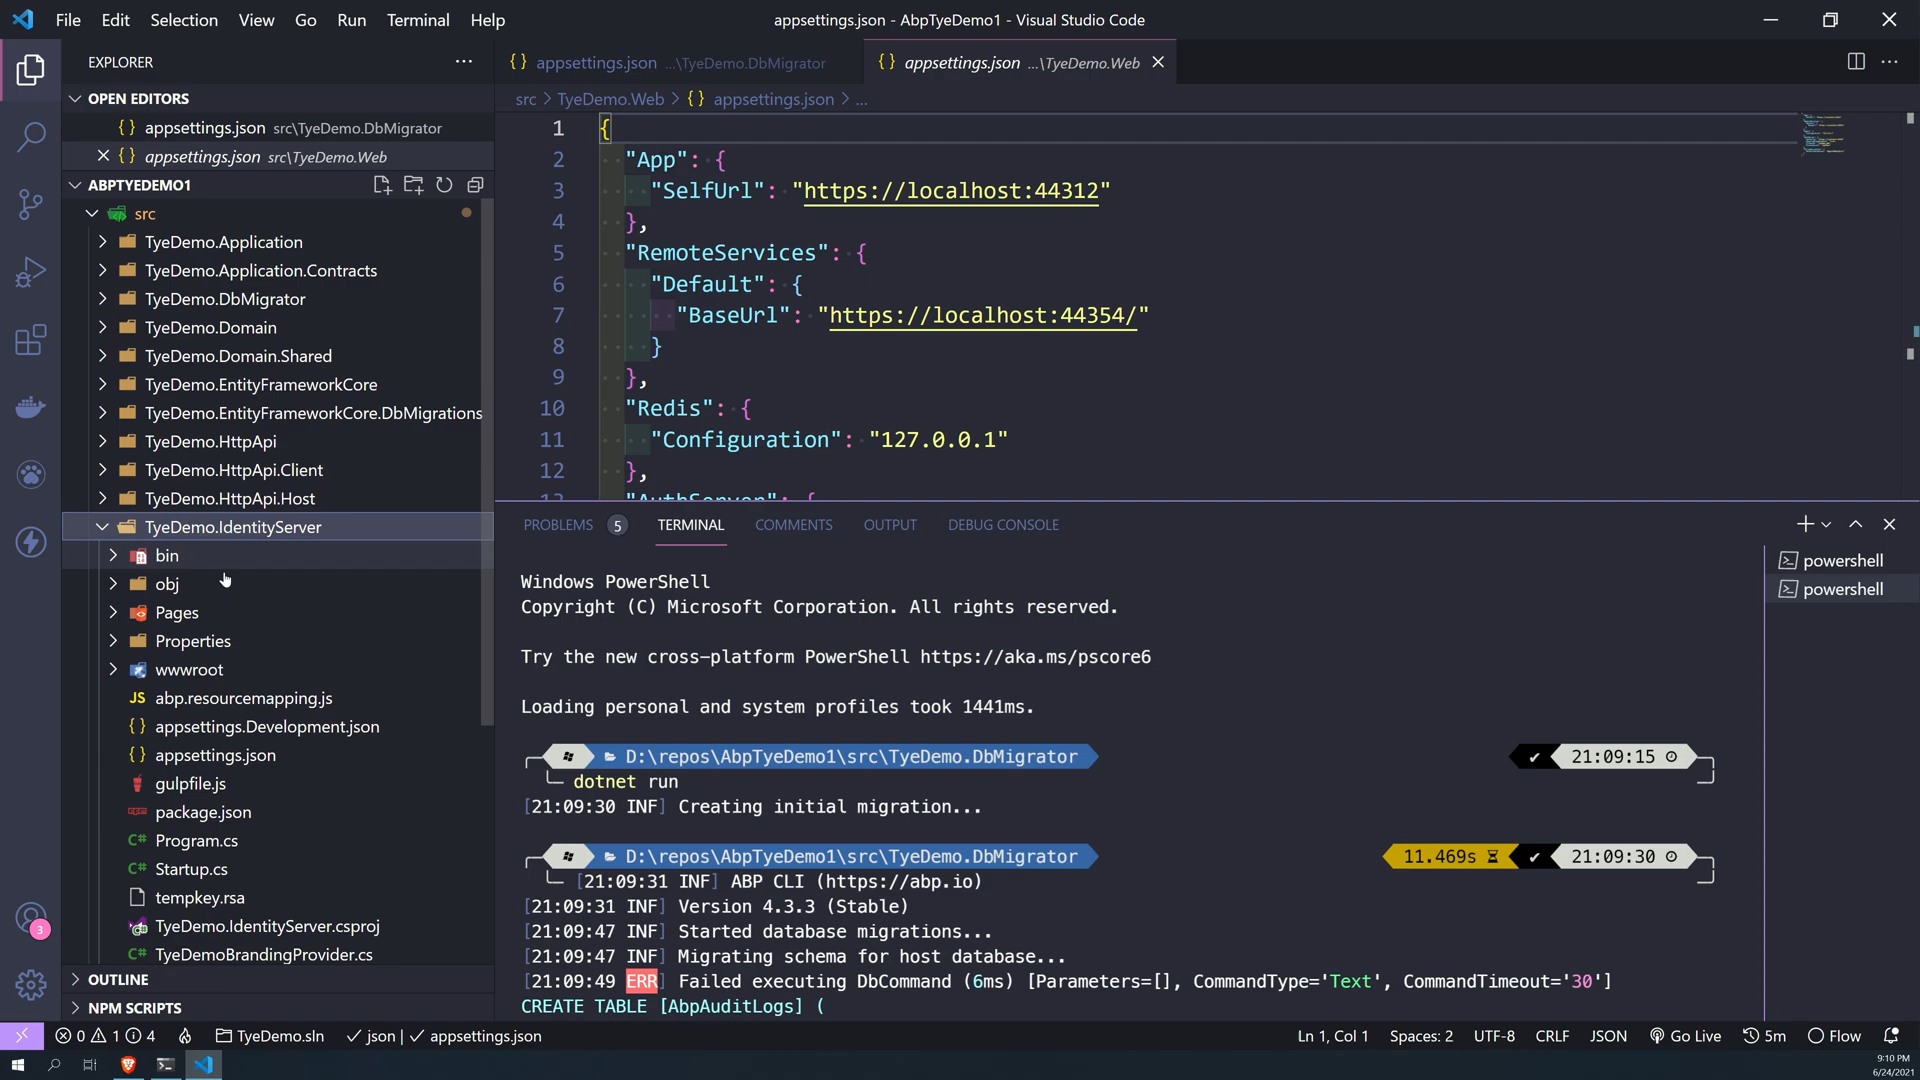 File Edit Selection View Go Run Terminal Help
appsettings.json - AbpTyeDemo1 - Visual Studio Code
EXPLORER
OPEN EDITORS
{} appsettings.json src\TyeDemo.DbMigrator
{} appsettings.json src\TyeDemo.Web
ABPTYEDEMO1
src
TyeDemo.Application
TyeDemo.Application.Contracts
TyeDemo.DbMigrator
TyeDemo.Domain
TyeDemo.Domain.Shared
TyeDemo.EntityFrameworkCore
TyeDemo.EntityFrameworkCore.DbMigrations
TyeDemo.HttpApi
TyeDemo.HttpApi.Client
TyeDemo.HttpApi.Host
TyeDemo.IdentityServer
bin
obj
Pages
Properties
wwwroot
JS abp.resourcemapping.js
{} appsettings.Development.json
{} appsettings.json
gulpfile.js
package.json
C# Program.cs
C# Startup.cs
tempkey.rsa
TyeDemo.IdentityServer.csproj
C# TyeDemoBrandingProvider.cs
OUTLINE
NPM SCRIPTS
{} appsettings.json ...\TyeDemo.DbMigrator
{} appsettings.json ...\TyeDemo.Web
src > TyeDemo.Web > {} appsettings.json > ...
1 {
2 "App": {
3 "SelfUrl": "https://localhost:44312"
4 },
5 "RemoteServices": {
6 "Default": {
7 "BaseUrl": "https://localhost:44354/"
8 }
9 },
10 "Redis": {
11 "Configuration": "127.0.0.1"
12 },
13 "AuthServer": {
PROBLEMS 5 TERMINAL COMMENTS OUTPUT DEBUG CONSOLE
powershell
powershell
Windows PowerShell
Copyright (C) Microsoft Corporation. All rights reserved.
Try the new cross-platform PowerShell https://aka.ms/pscore6
Loading personal and system profiles took 1441ms.
D:\repos\AbpTyeDemo1\src\TyeDemo.DbMigrator ✔ 21:09:15
dotnet run
[21:09:30 INF] Creating initial migration...
D:\repos\AbpTyeDemo1\src\TyeDemo.DbMigrator 11.469s ✔ 21:09:30
[21:09:31 INF] ABP CLI (https://abp.io)
[21:09:31 INF] Version 4.3.3 (Stable)
[21:09:47 INF] Started database migrations...
[21:09:47 INF] Migrating schema for host database...
[21:09:49 ERR] Failed executing DbCommand (6ms) [Parameters=[], CommandType='Text', CommandTimeout='30']
CREATE TABLE [AbpAuditLogs] (
3
0 1 4 TyeDemo.sln ✓ json | ✓ appsettings.json
Ln 1, Col 1 Spaces: 2 UTF-8 CRLF JSON Go Live 5m Flow
9:10 PM
6/24/2021